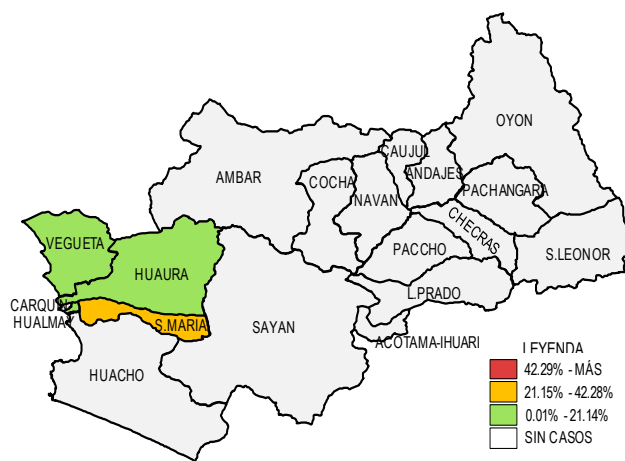 OYON
CAUJUL
ANDAJES
AMBAR
COCHA
NAVAN
PACHANGARA
CHECRAS
VEGUETA
HUAURA
PACCHO
S.LEONOR
L.PRADO
CARQUIN
HUALMAY
S.MARIA
SAYAN
ACOTAMA-IHUARI
HUACHO
LEYENDA
42.29% - MÁS
21.15% - 42.28%
0.01% - 21.14%
SIN CASOS